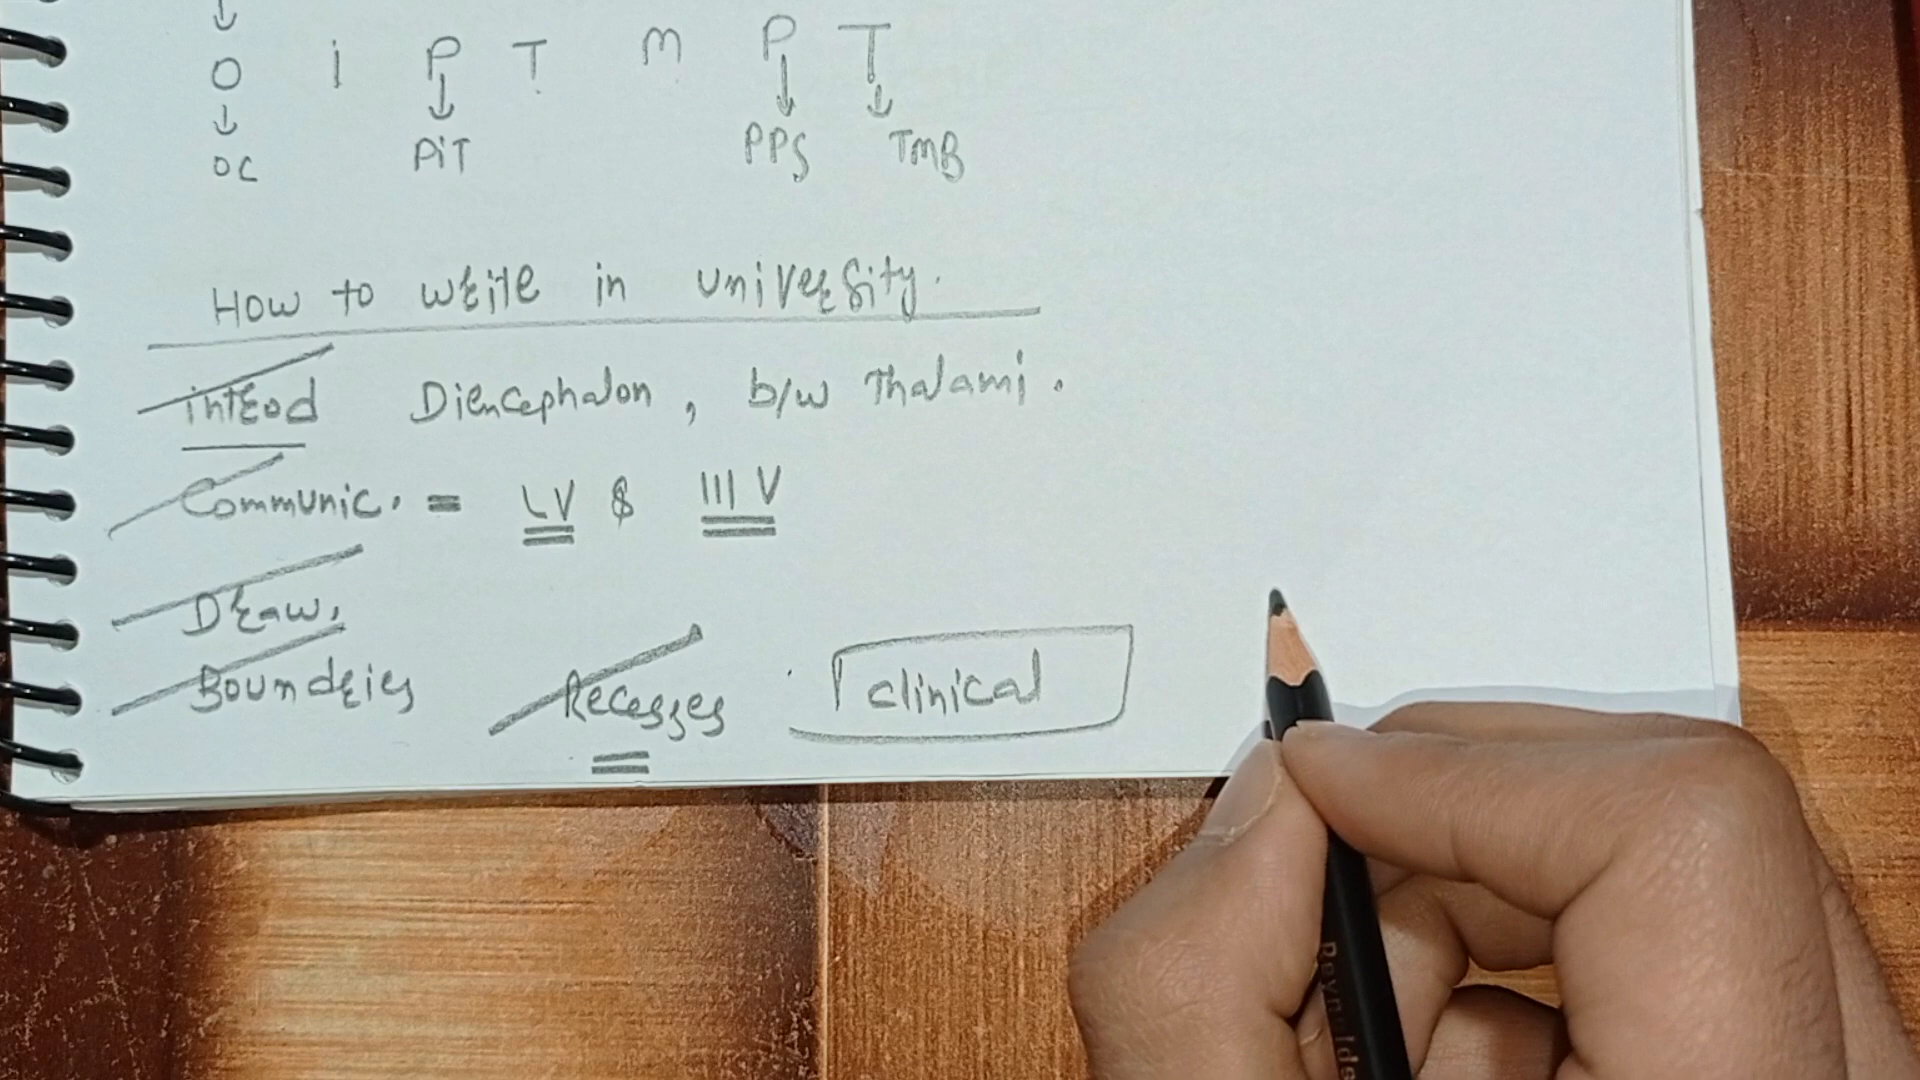 ↓
O i P T M P T
↓ ↓ ↓ ↓
OC PiT PPS TMB
How to write in university.
introd Diencephalon, b/w Thalami.
Communic. = LV & III V
Draw.
Boundries Recesses clinical
Reynolds